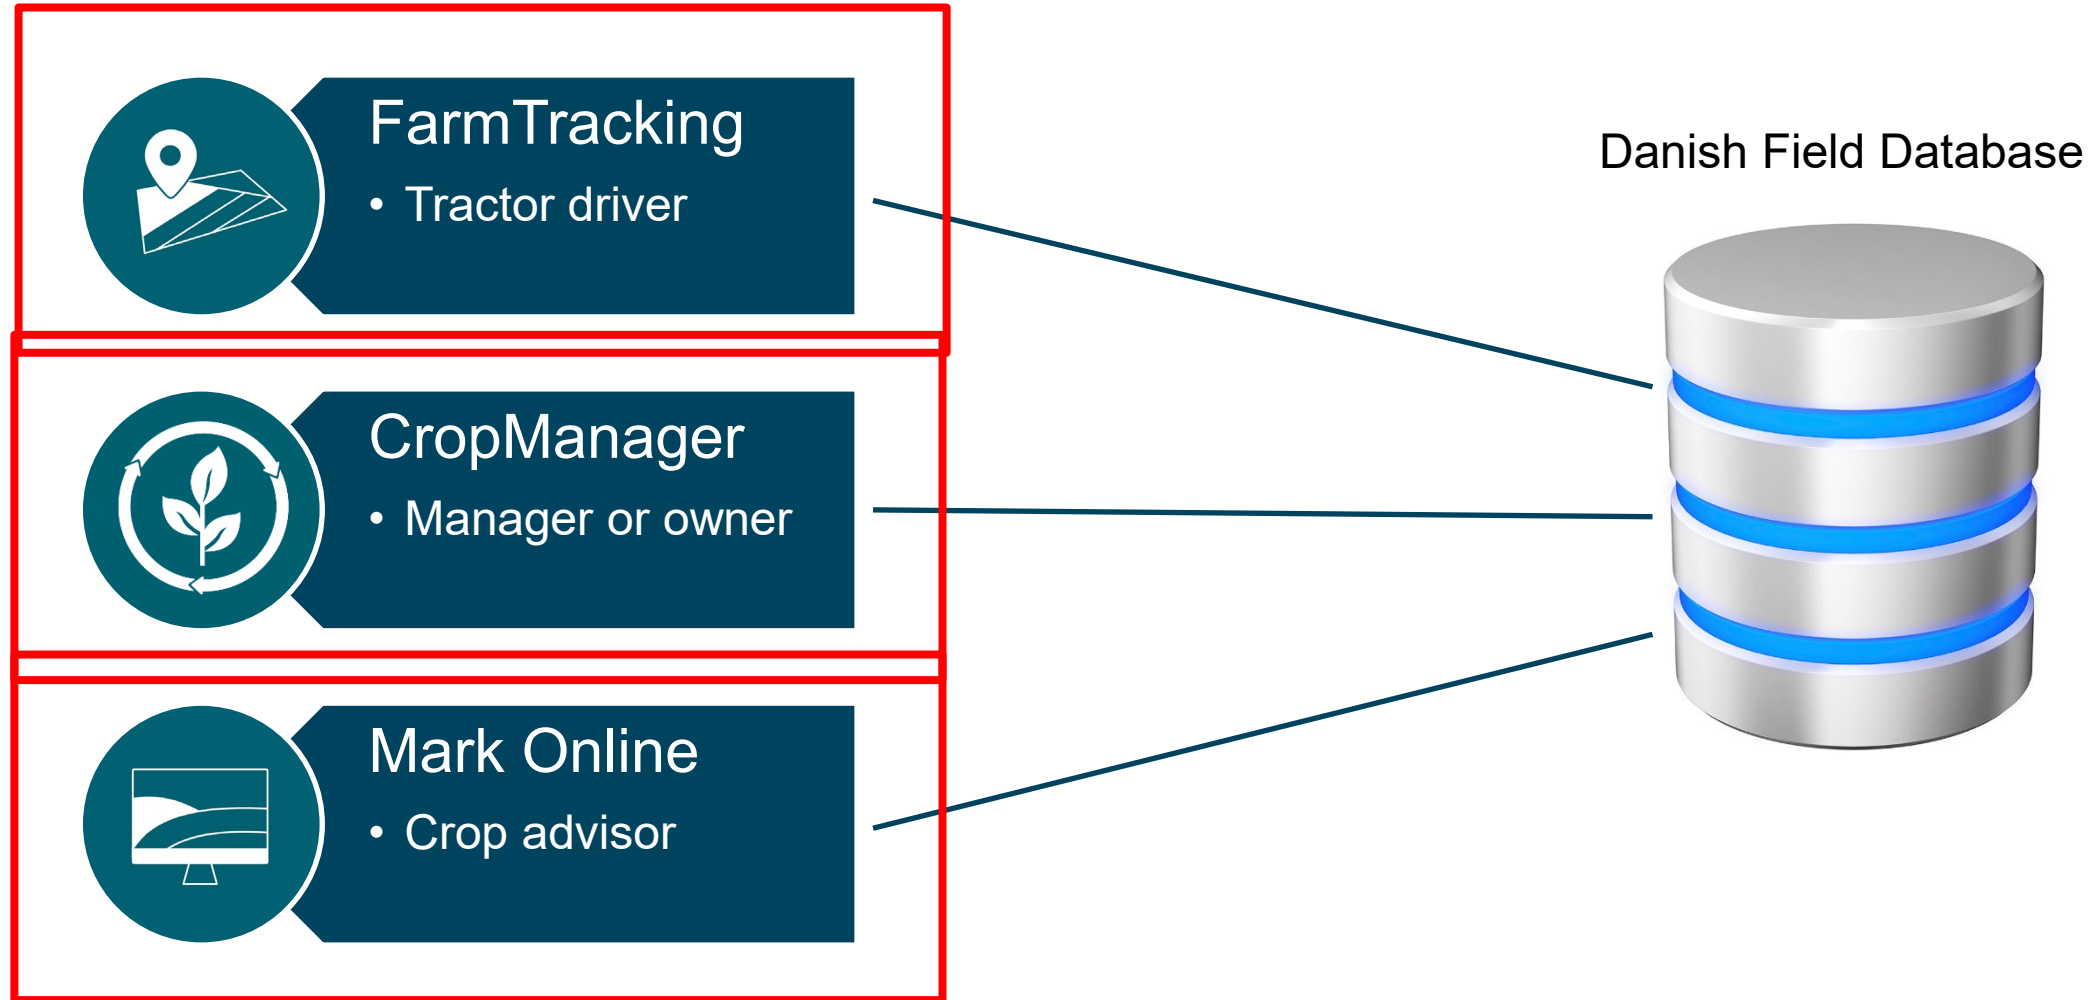 FarmTracking
• Tractor driver
Danish Field Database
CropManager
• Manager or owner
Mark Online
• Crop advisor